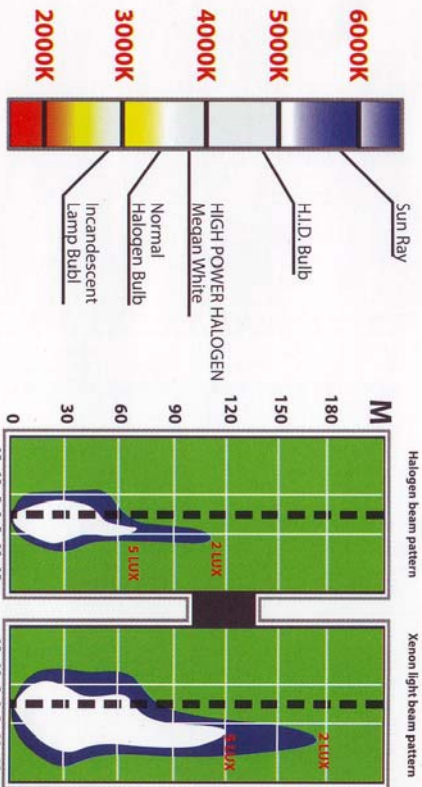 6000K
5000K
4000K
3000K
2000K
Sun Ray
H.I.D. Bulb
HIGH POWER HALOGEN
Megan White
Normal
Halogen Bulb
Incandescent
Lamp Bubl
M
180
150
120
90
60
30
0
Halogen beam pattern
2 LUX
5 LUX
Xenon light beam pattern
2 LUX
5 LUX